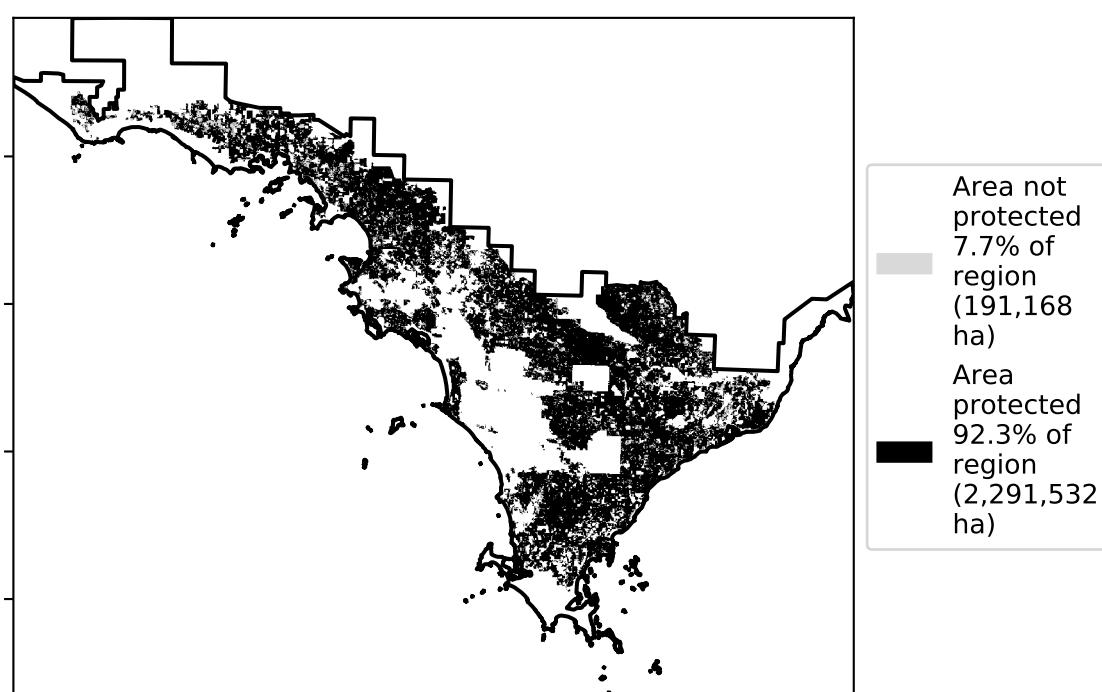 Area not
protected
7.7% of
region
(191,168
ha)
Area
protected
92.3% of
region
(2,291,532
ha)